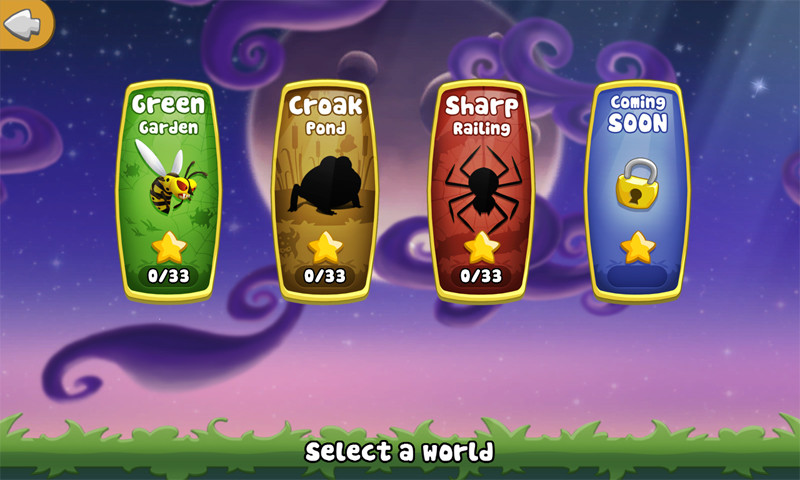 Green
Garden
0/33
Croak
Pond
0/33
Sharp
Railing
0/33
Coming
SOON
Select a world